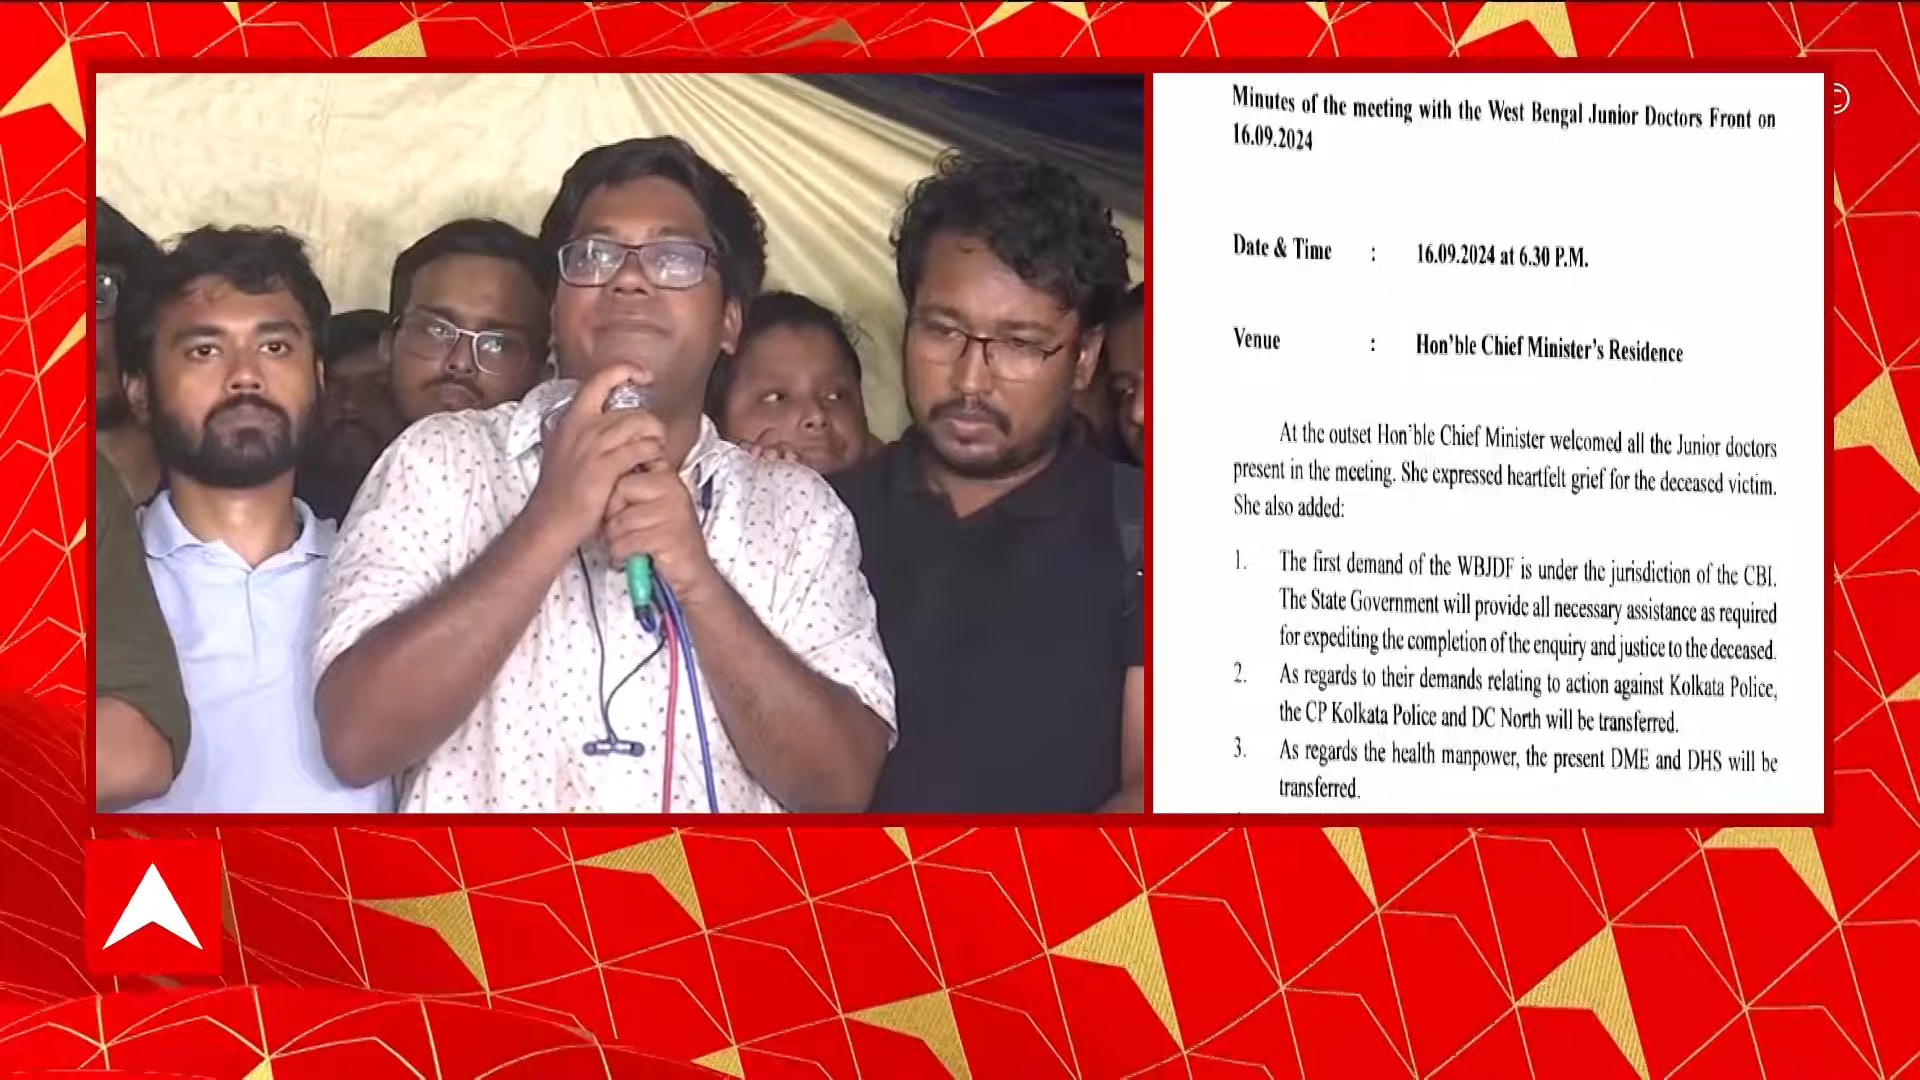 Minutes of the meeting with the West Bengal Junior Doctors Front on
16.09.2024
Date & Time : 16.09.2024 at 6.30 P.M.
Venue : Hon'ble Chief Minister's Residence
At the outset Hon'ble Chief Minister welcomed all the Junior doctors
present in the meeting. She expressed heartfelt grief for the deceased victim.
She also added:
1. The first demand of the WBJDF is under the jurisdiction of the CBI.
The State Government will provide all necessary assistance as required
for expediting the completion of the enquiry and justice to the deceased.
2. As regards to their demands relating to action against Kolkata Police,
the CP Kolkata Police and DC North will be transferred.
3. As regards the health manpower, the present DME and DHS will be
transferred.
©